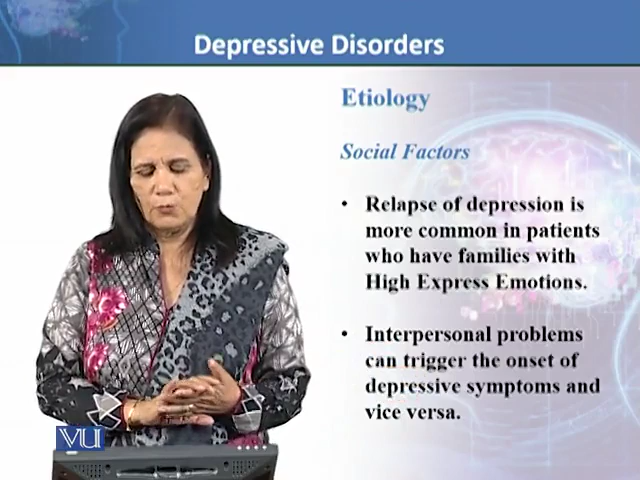 Depressive Disorders
Etiology
Social Factors
• Relapse of depression is
more common in patients
who have families with
High Express Emotions.
• Interpersonal problems
can trigger the onset of
depressive symptoms and
vice versa.
VU